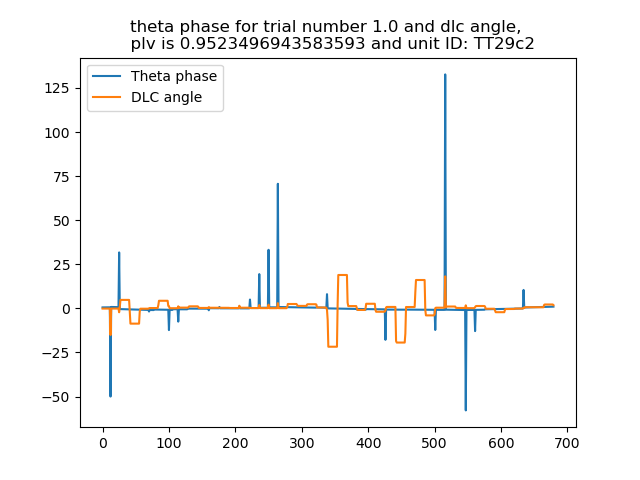 theta phase for trial number 1.0 and dlc angle,
plv is 0.9523496943583593 and unit ID: TT29c2
Theta phase
DLC angle
125
100
75
50
25
0
−25
−50
0 100 200 300 400 500 600 700